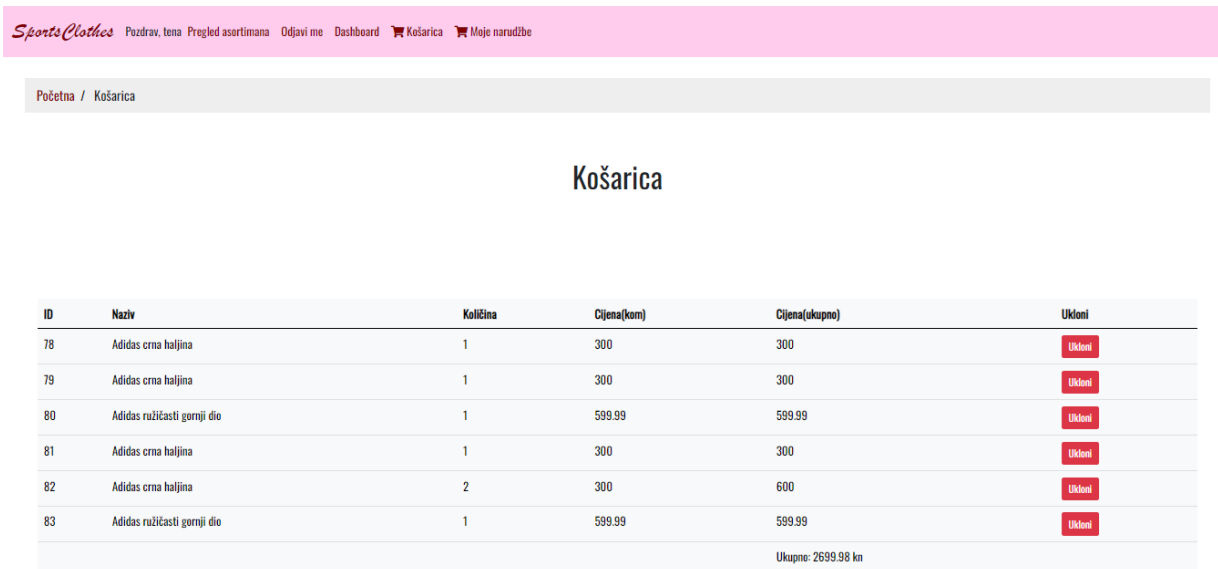 SportsClothes Pozdrav, tena Pregled asortimana Odjavi me Dashboard Košarica Moje narudžbe
Početna / Košarica
Košarica
ID Naziv Količina Cijena(kom) Cijena(ukupno) Ukloni
78 Adidas crna haljina 1 300 300 Ukloni
79 Adidas crna haljina 1 300 300 Ukloni
80 Adidas ružičasti gornji dio 1 599.99 599.99 Ukloni
81 Adidas crna haljina 1 300 300 Ukloni
82 Adidas crna haljina 2 300 600 Ukloni
83 Adidas ružičasti gornji dio 1 599.99 599.99 Ukloni
Ukupno: 2699.98 kn